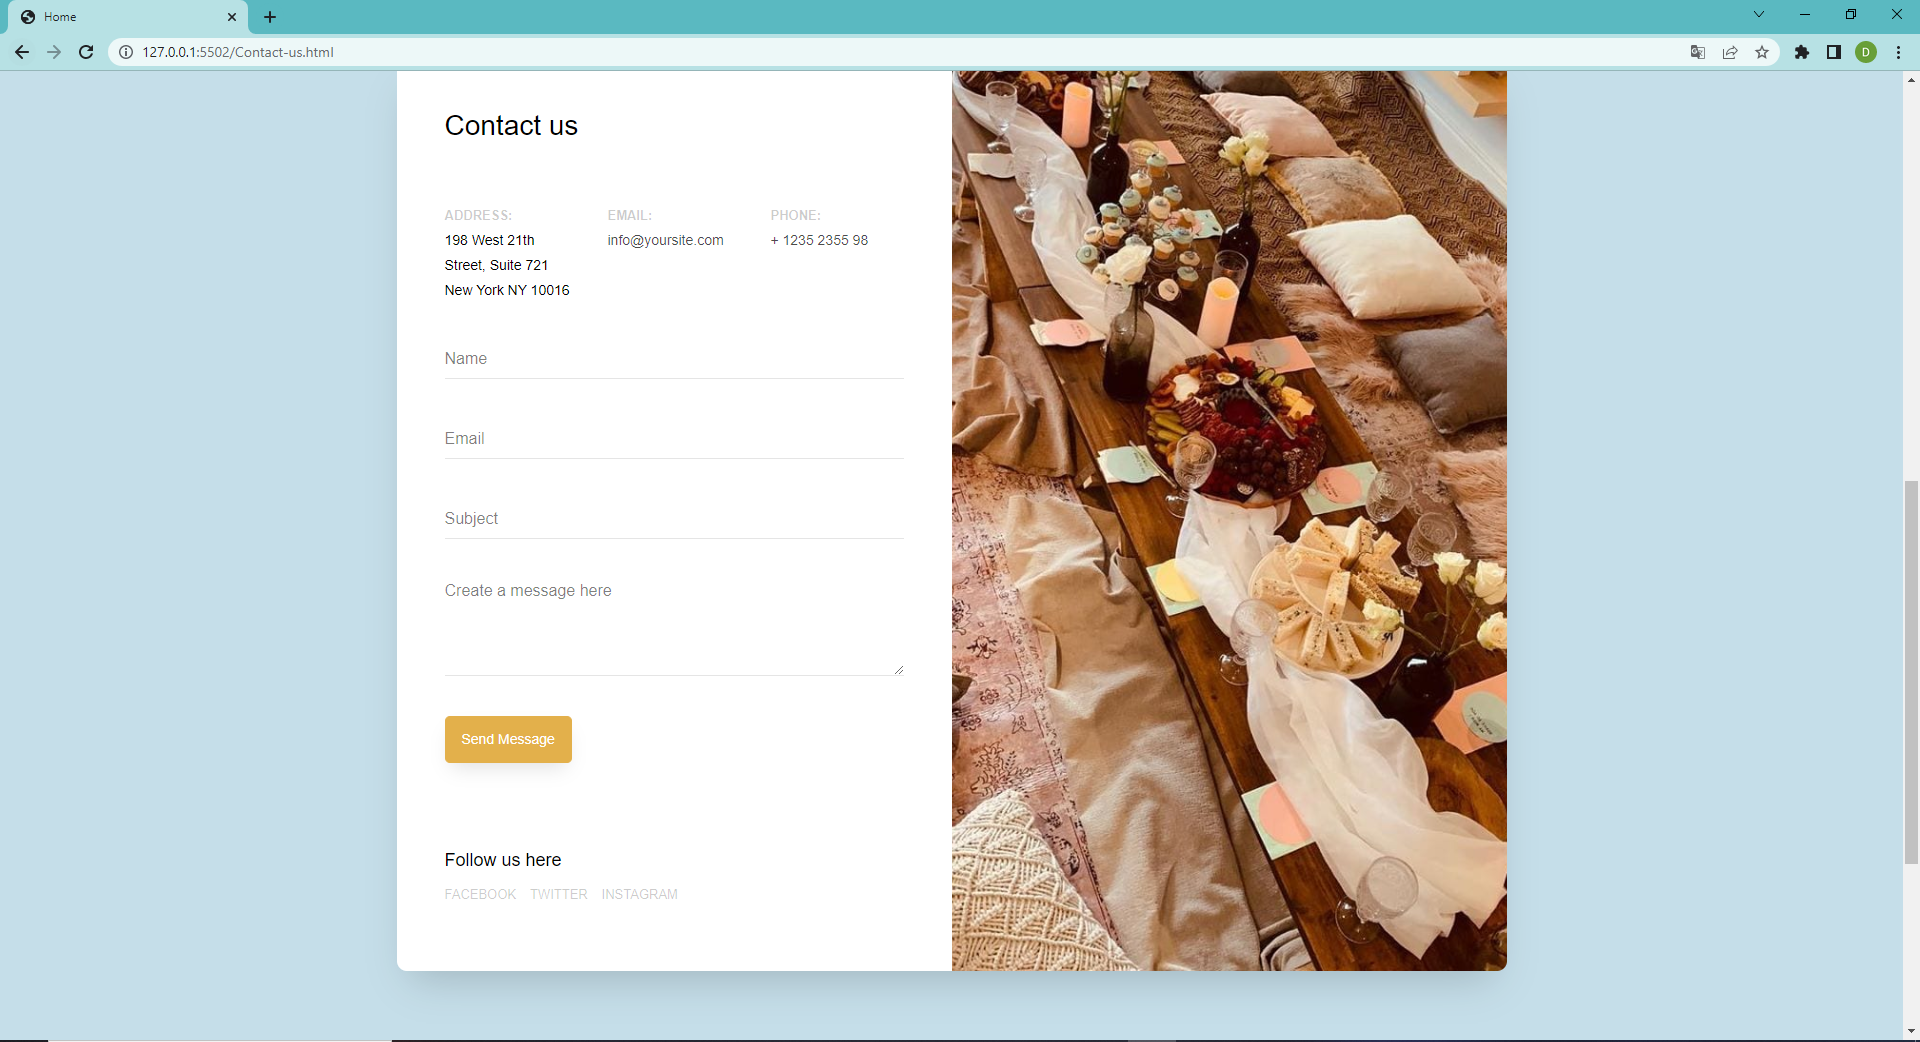 Home
127.0.0.1:5502/Contact-us.html
D
Contact us
ADDRESS:
198 West 21th
Street, Suite 721
New York NY 10016
EMAIL:
info@yoursite.com
PHONE:
+ 1235 2355 98
Name
Email
Subject
Create a message here
Send Message
Follow us here
FACEBOOK TWITTER INSTAGRAM